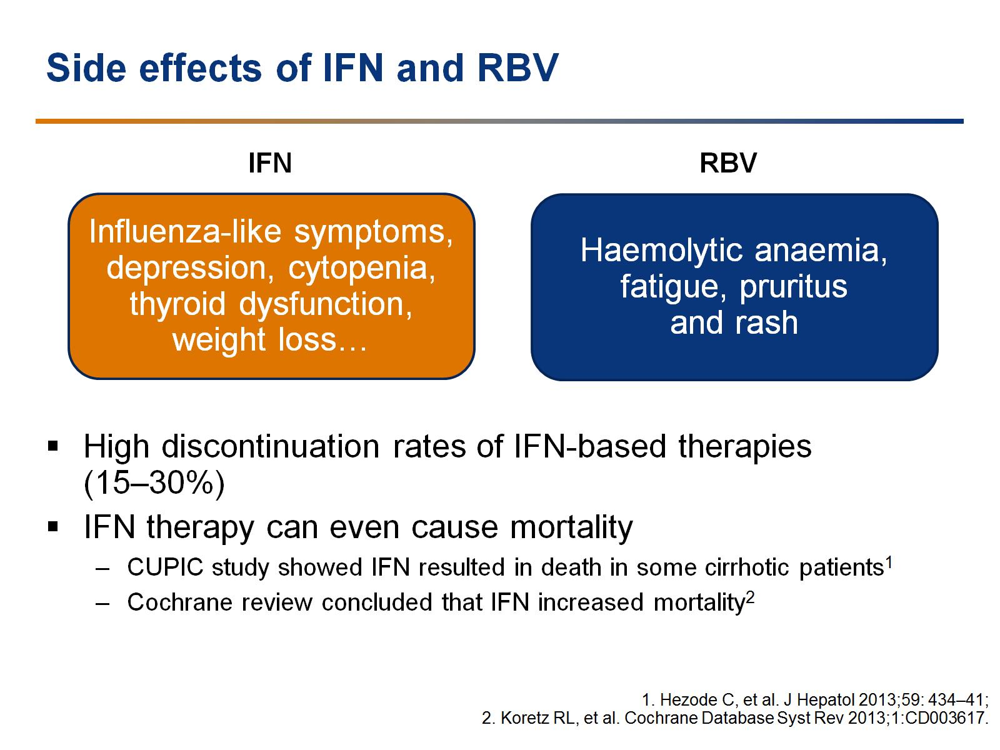 Side effects of IFN and RBV
IFN
Influenza-like symptoms,
depression, cytopenia,
thyroid dysfunction,
weight loss…
RBV
Haemolytic anaemia,
fatigue, pruritus
and rash
▪ High discontinuation rates of IFN-based therapies
(15–30%)
▪ IFN therapy can even cause mortality
– CUPIC study showed IFN resulted in death in some cirrhotic patients1
– Cochrane review concluded that IFN increased mortality2
1. Hezode C, et al. J Hepatol 2013;59: 434–41;
2. Koretz RL, et al. Cochrane Database Syst Rev 2013;1:CD003617.